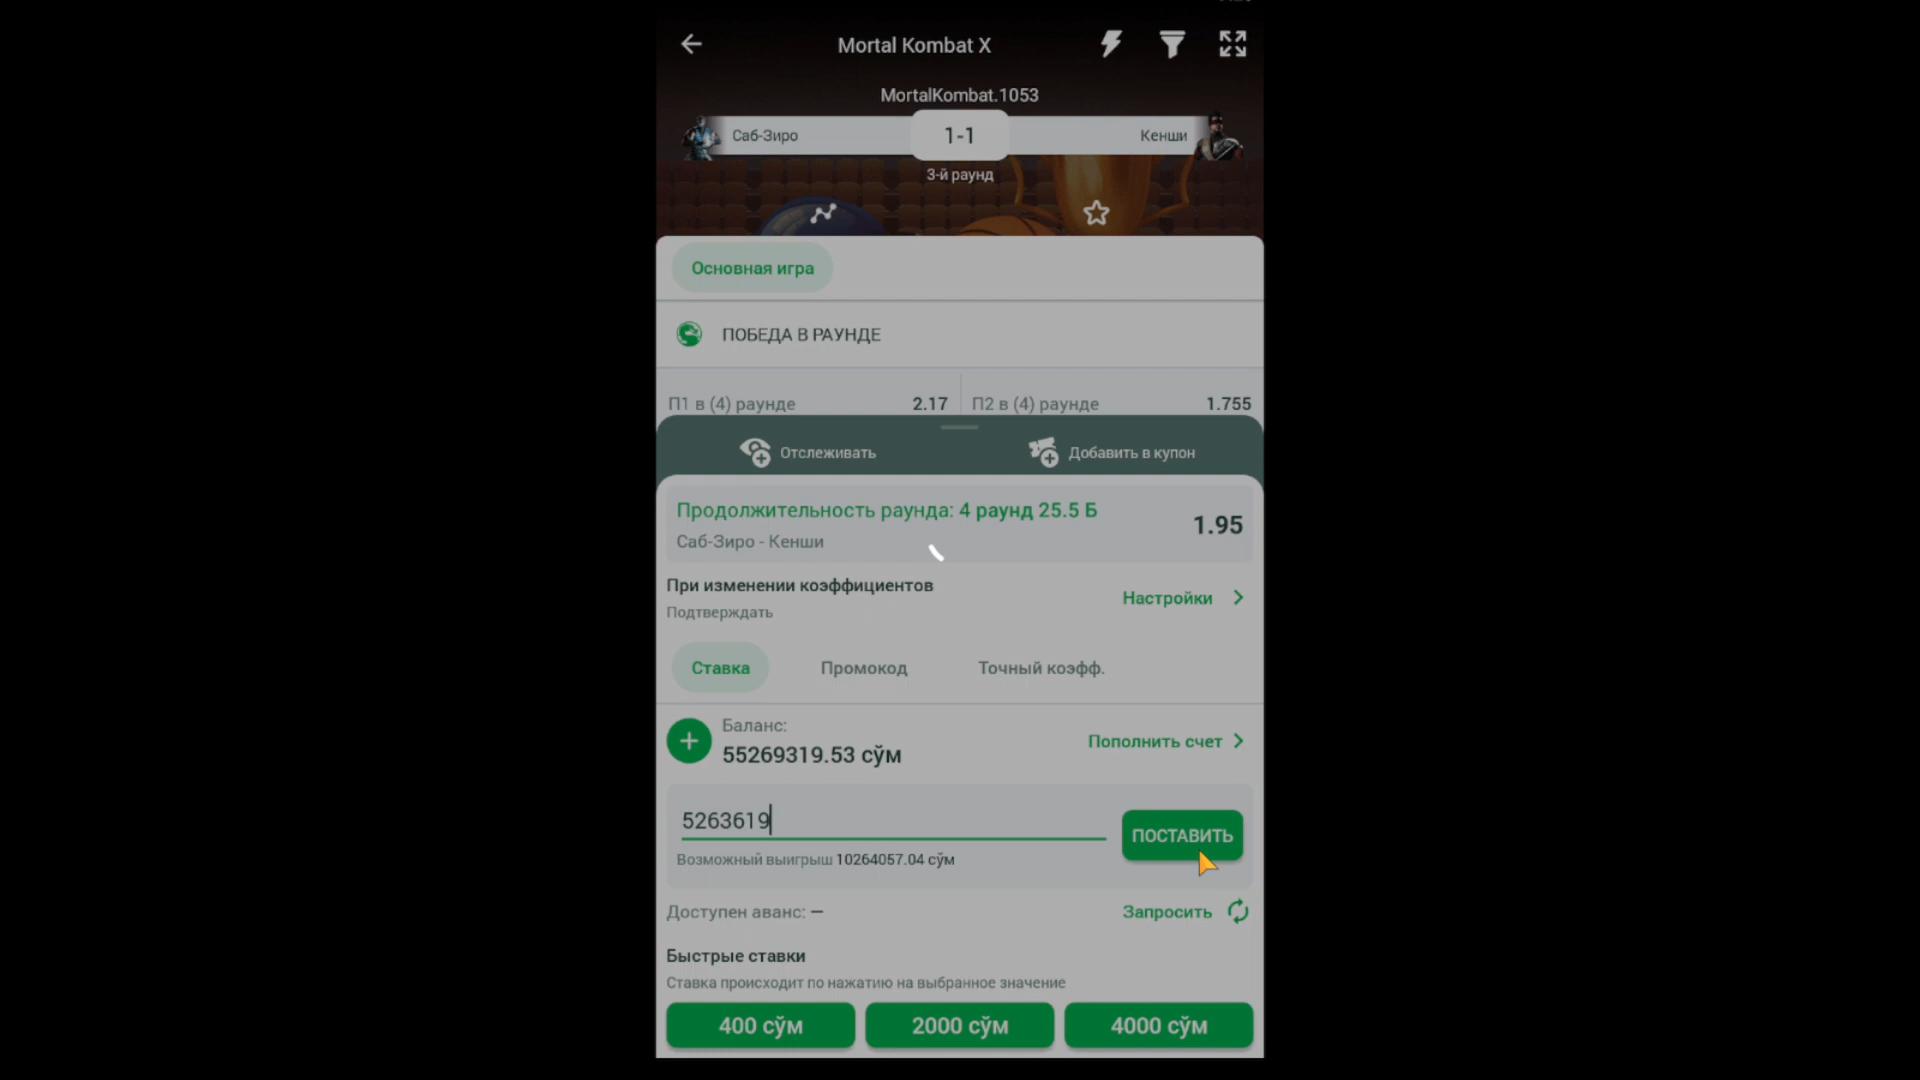 Mortal Kombat X
MortalKombat.1053
Саб-Зиро
1-1
Кенши
3-й раунд
Основная игра
ПОБЕДА В РАУНДЕ
П1 в (4) раунде 2.17
П2 в (4) раунде 1.755
Отслеживать
Добавить в купон
Продолжительность раунда: 4 раунд 25.5 Б
1.95
Саб-Зиро - Кенши
При изменении коэффициентов
Подтверждать
Настройки
Ставка
Промокод
Точный коэфф.
Баланс:
55269319.53 сўм
Пополнить счет
5263619
ПОСТАВИТЬ
Возможный выигрыш 10264057.04 сўм
Доступен аванс: —
Запросить
Быстрые ставки
Ставка происходит по нажатию на выбранное значение
400 сўм
2000 сўм
4000 сўм